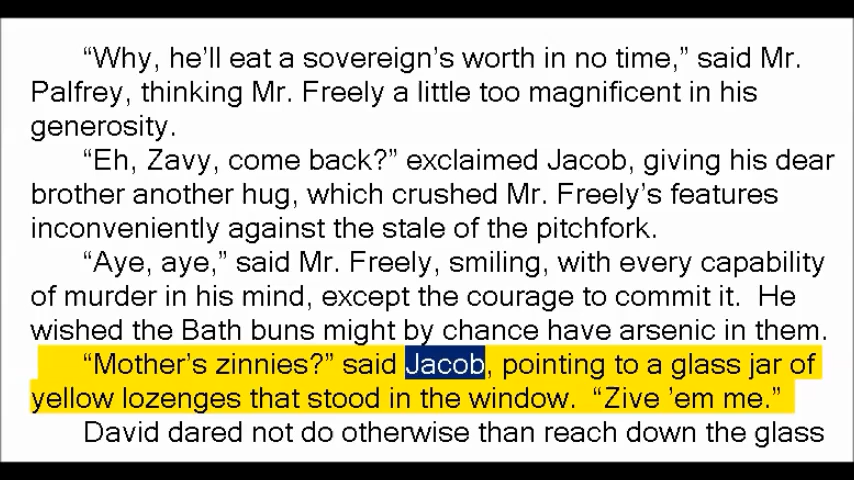 “Why, he’ll eat a sovereign’s worth in no time,” said Mr.
Palfrey, thinking Mr. Freely a little too magnificent in his
generosity.
“Eh, Zavy, come back?” exclaimed Jacob, giving his dear
brother another hug, which crushed Mr. Freely’s features
inconveniently against the stale of the pitchfork.
“Aye, aye,” said Mr. Freely, smiling, with every capability
of murder in his mind, except the courage to commit it.  He
wished the Bath buns might by chance have arsenic in them.
“Mother’s zinnies?” said Jacob, pointing to a glass jar of
yellow lozenges that stood in the window.  “Zive ’em me.”
David dared not do otherwise than reach down the glass